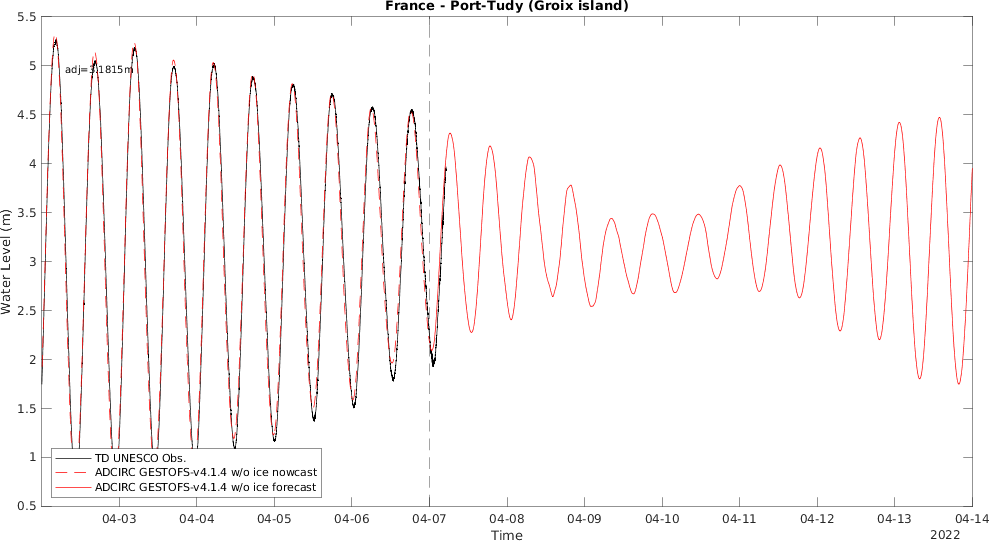 France - Port-Tudy (Groix island)
5.5
5
4.5
4
3.5
3
2.5
2
1.5
1
0.5
Water Level (m)
adj=3.1815m
TD UNESCO Obs.
ADCIRC GESTOFS-v4.1.4 w/o ice nowcast
ADCIRC GESTOFS-v4.1.4 w/o ice forecast
04-03 04-04 04-05 04-06 04-07 04-08 04-09 04-10 04-11 04-12 04-13 04-14
Time
2022